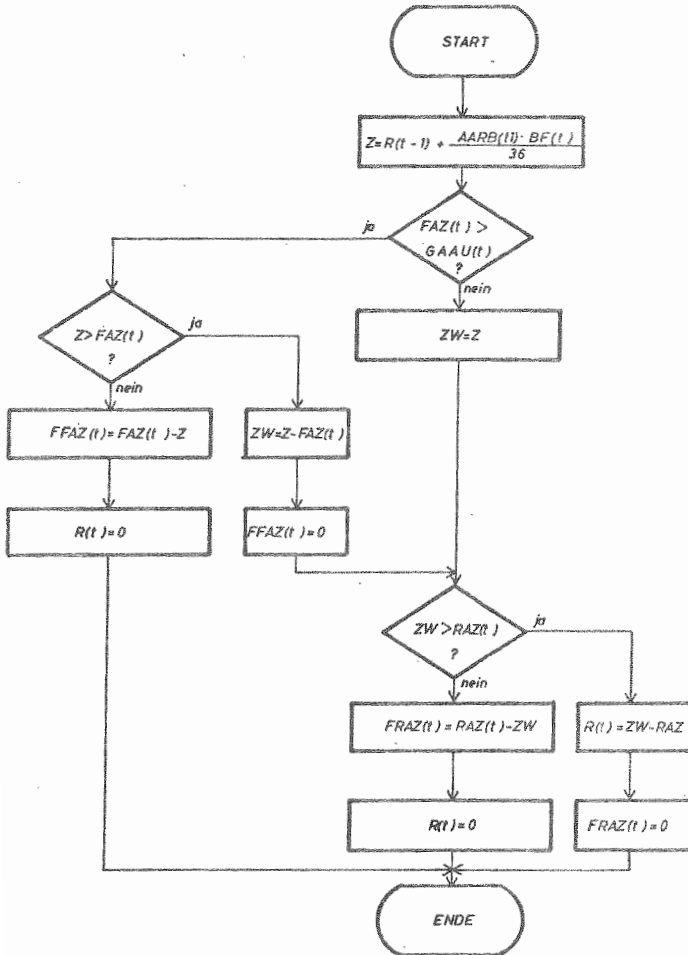 START
Z=R(t-1) + AARB(t1)·BF(t)
36
FAZ(t) >
GAAU(t)
?
ja
nein
Z>FAZ(t)
?
ja
nein
ZW=Z
FFAZ(t)=FAZ(t)-Z
ZW=Z-FAZ(t)
R(t)=0
FFAZ(t)=0
ZW>RAZ(t)
?
ja
nein
FRAZ(t)=RAZ(t)-ZW
R(t)=ZW-RAZ
R(t)=0
FRAZ(t)=0
ENDE